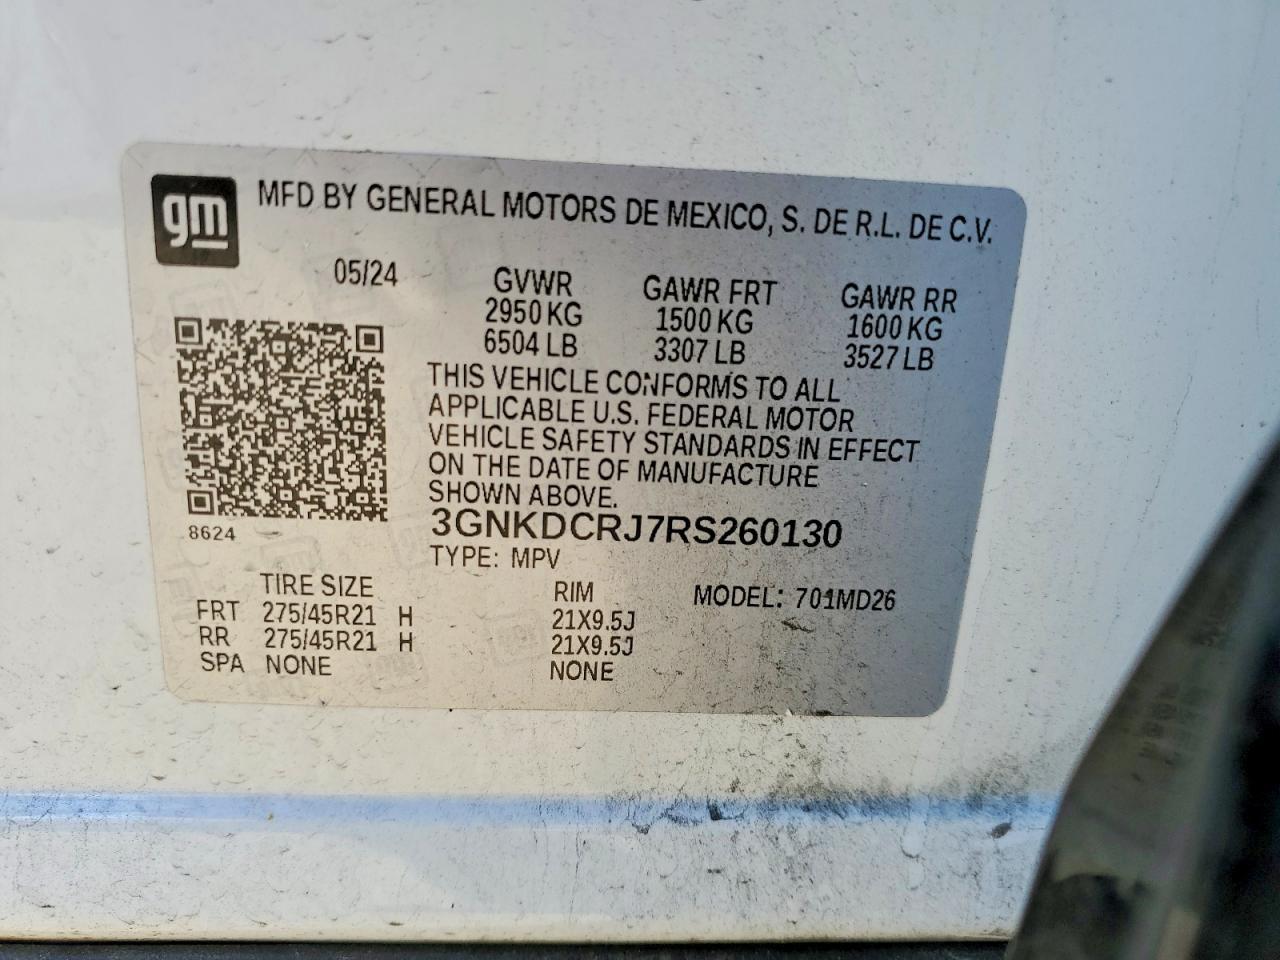 gm
MFD BY GENERAL MOTORS DE MEXICO, S. DE R.L. DE C.V.
05/24 GVWR GAWR FRT GAWR RR
2950 KG 1500 KG 1600 KG
6504 LB 3307 LB 3527 LB
THIS VEHICLE CONFORMS TO ALL
APPLICABLE U.S. FEDERAL MOTOR
VEHICLE SAFETY STANDARDS IN EFFECT
ON THE DATE OF MANUFACTURE
SHOWN ABOVE.
8624 3GNKDCRJ7RS260130
TYPE: MPV
TIRE SIZE RIM MODEL: 701MD26
FRT 275/45R21 H 21X9.5J
RR 275/45R21 H 21X9.5J
SPA NONE NONE